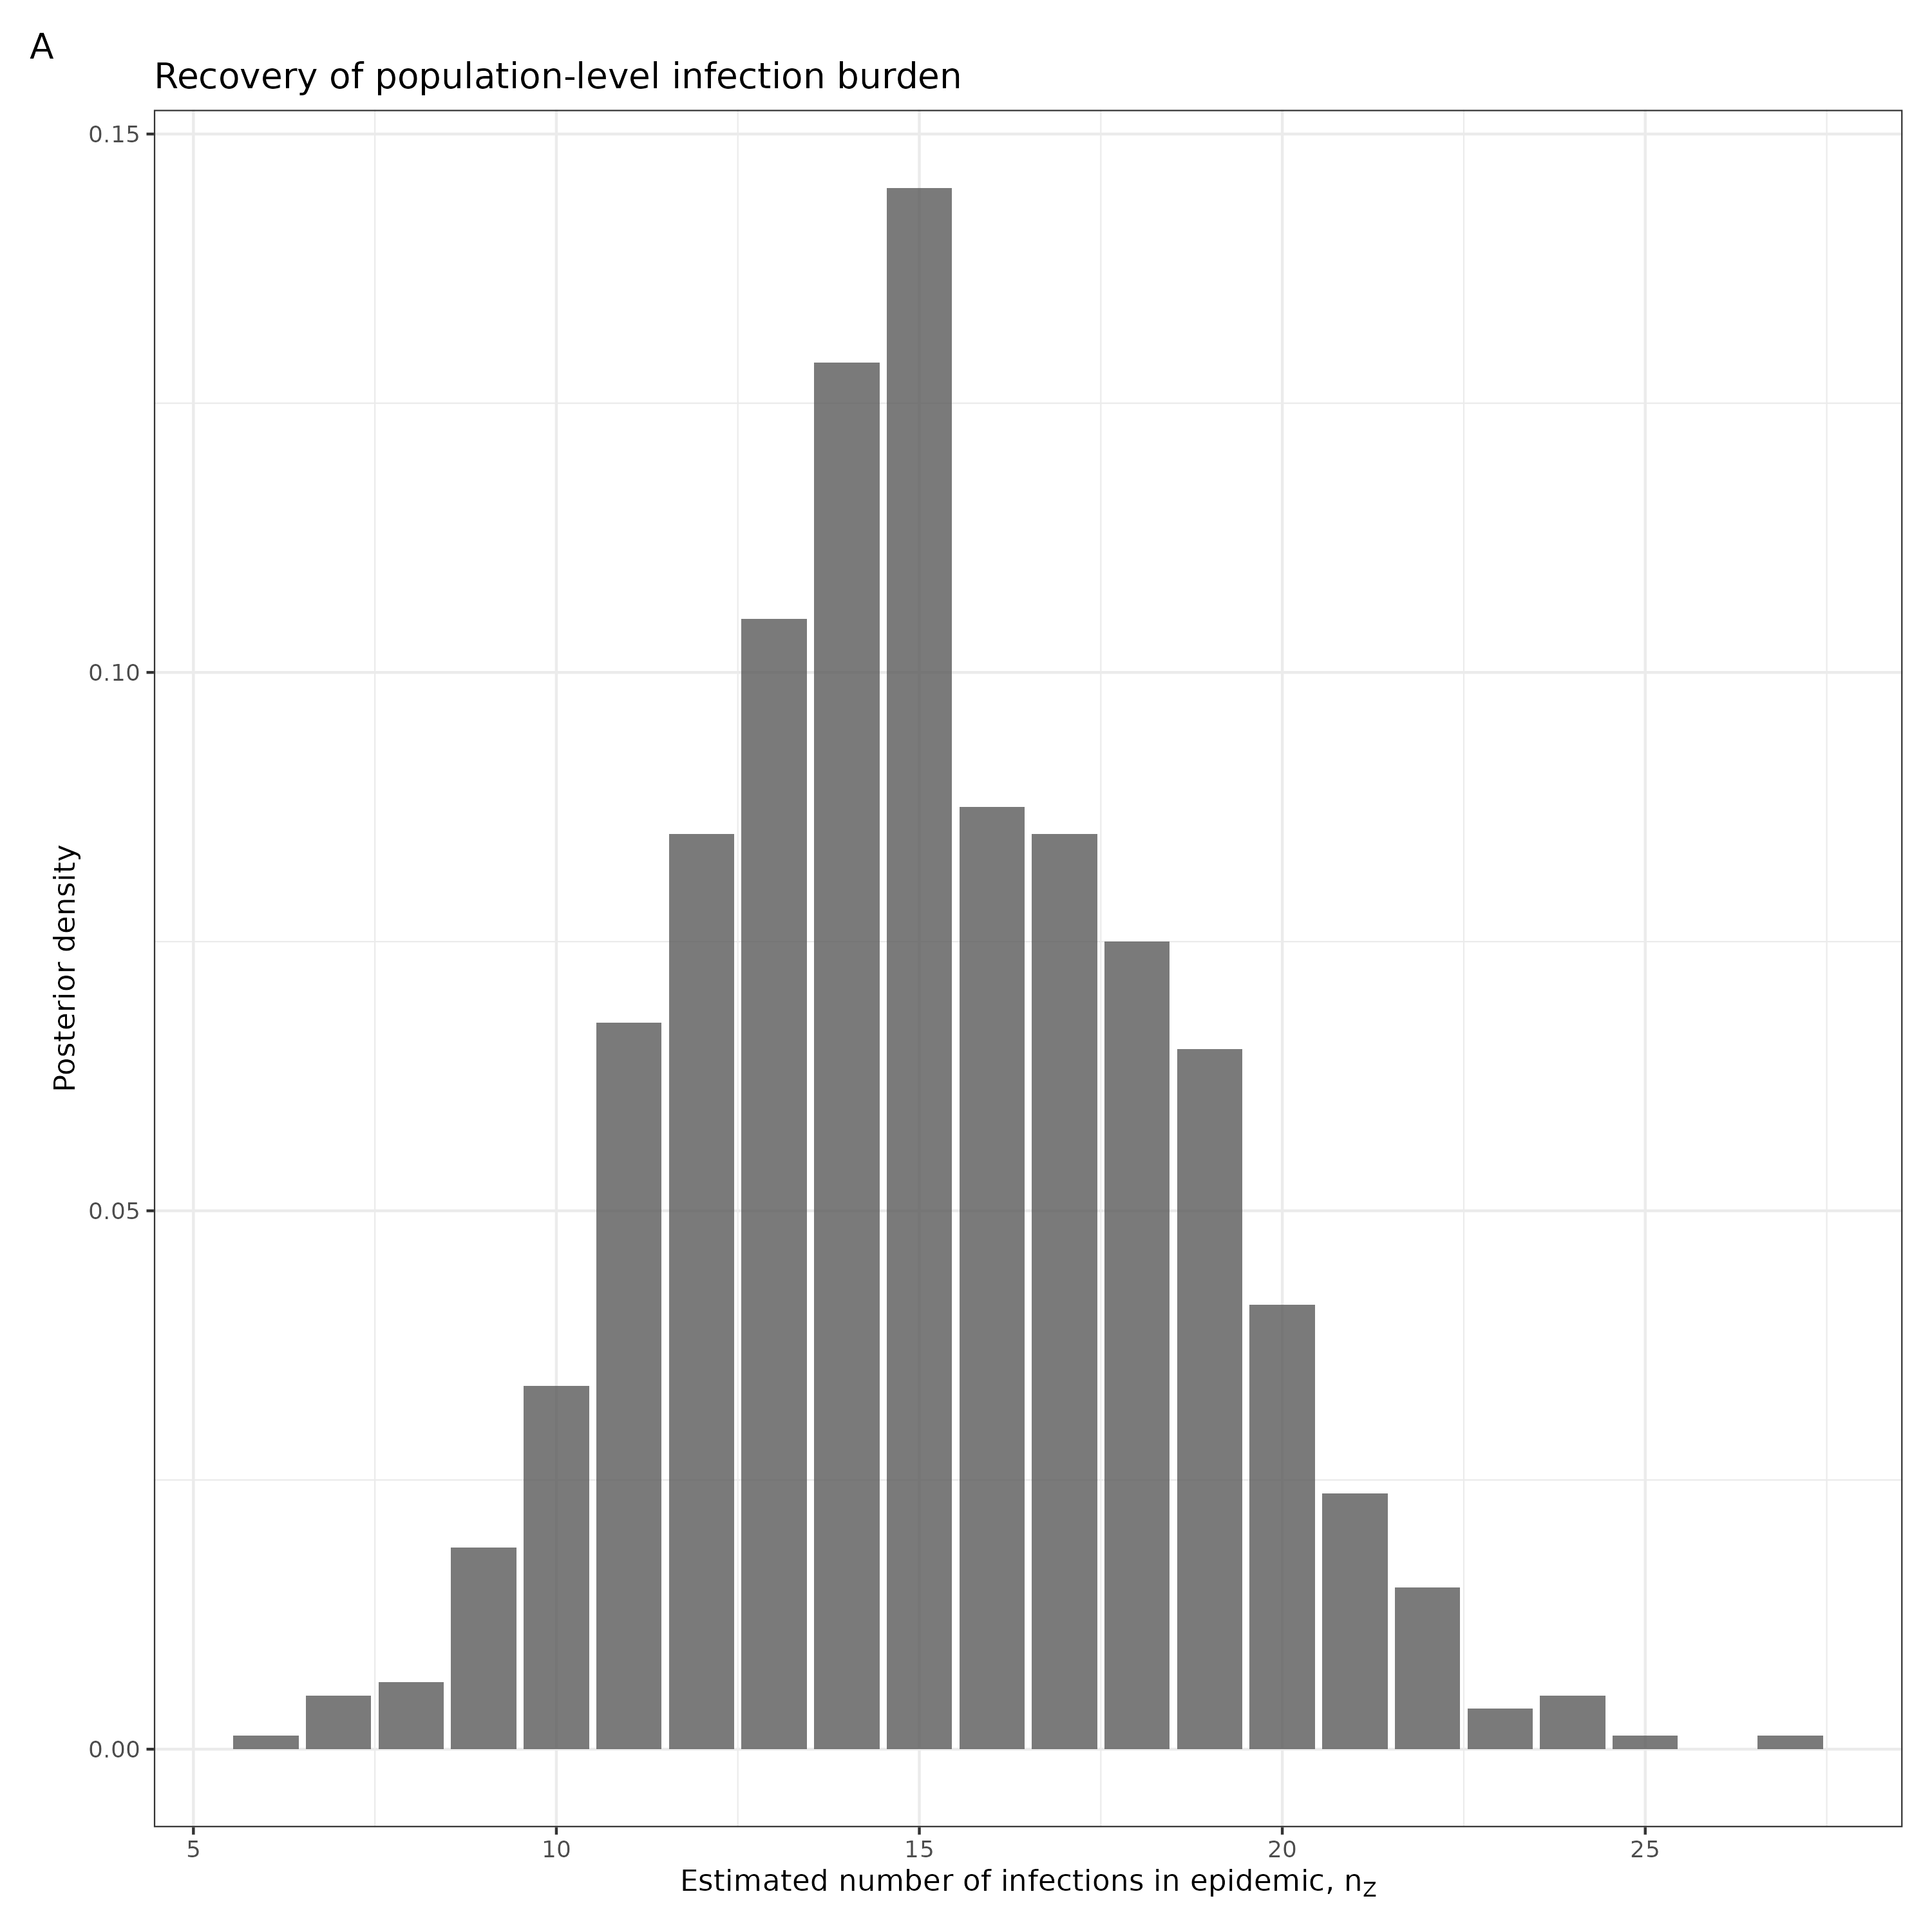 A
Recovery of population-level infection burden
0.15
0.10
0.05
0.00
Posterior density
5 10 15 20 25
Estimated number of infections in epidemic, nZ